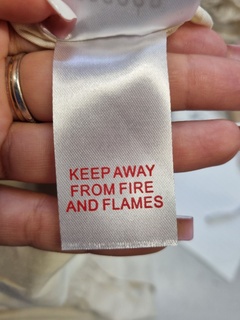 KEEP AWAY
FROM FIRE
AND FLAMES